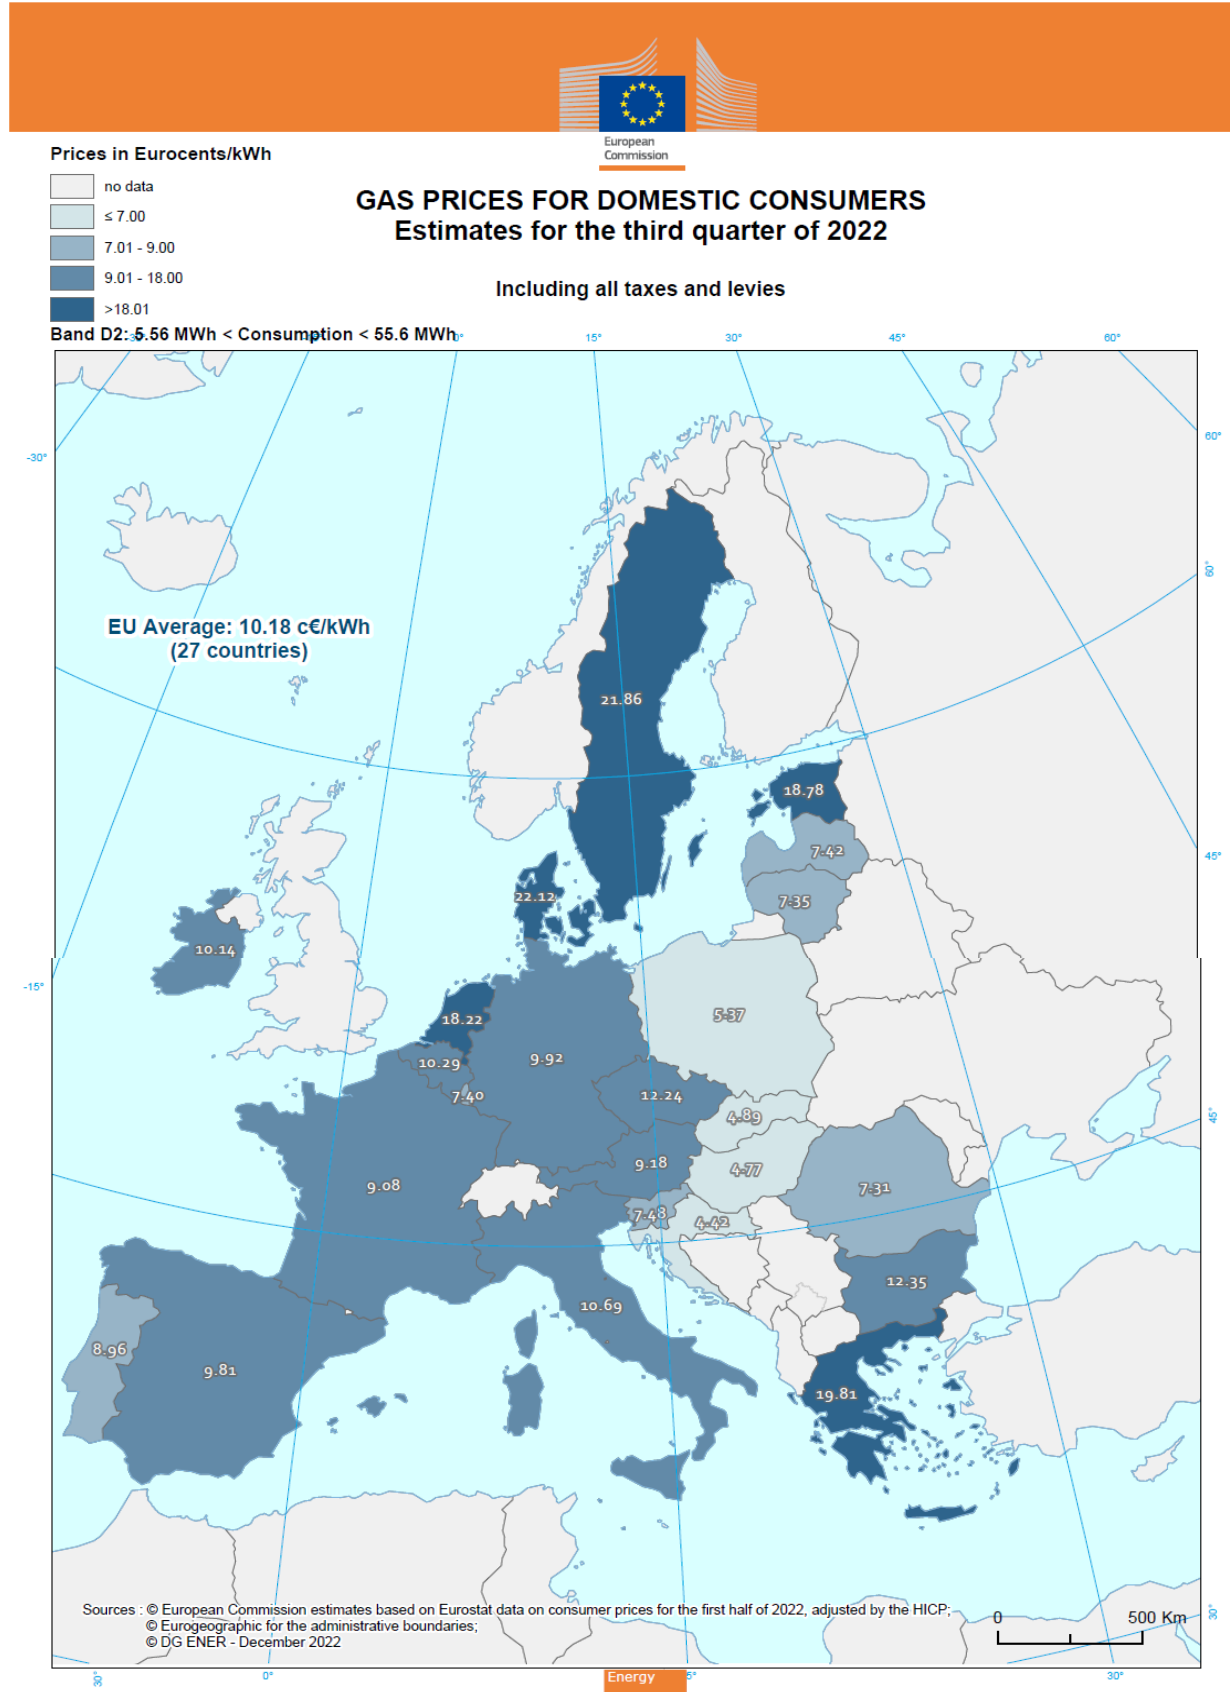 European
Commission
Prices in Eurocents/kWh
no data
≤ 7.00
7.01 - 9.00
9.01 - 18.00
>18.01
GAS PRICES FOR DOMESTIC CONSUMERS
Estimates for the third quarter of 2022
Including all taxes and levies
Band D2: 5.56 MWh < Consumption < 55.6 MWh
0°
15°
30°
45°
60°
60°
-30°
60°
EU Average: 10.18 c€/kWh
(27 countries)
21.86
18.78
7.42
45°
22.12
7.35
10.14
-15°
18.22
5.37
10.29
9.92
7.40
12.24
4.89
45°
9.18
4.77
9.08
7.31
7.48
4.42
12.35
10.69
8.96
9.81
19.81
Sources : © European Commission estimates based on Eurostat data on consumer prices for the first half of 2022, adjusted by the HICP;
© Eurogeographic for the administrative boundaries;
© DG ENER - December 2022
0 500 Km
30°
30°
0°
Energy
5°
30°